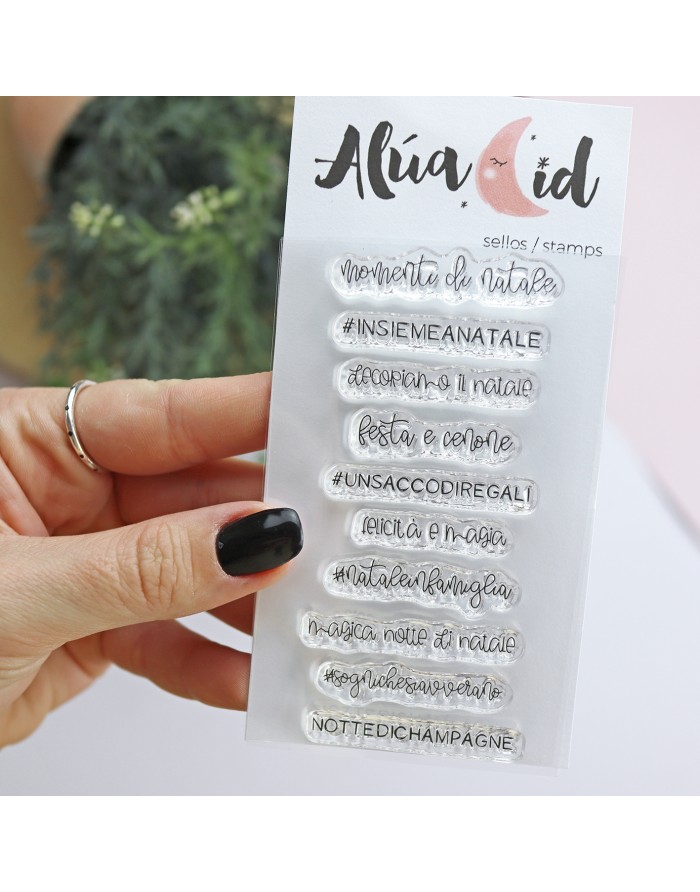 Alúa Cid
sellos / stamps
momenti di natale
#INSIEMEANATALE
decoriamo il natale
festa e cenone
#UNSACCODIREGALI
felicità e magia
#nataleinfamiglia
magica notte di natale
#sognichesiavverano
NOTTEDICHAMPAGNE